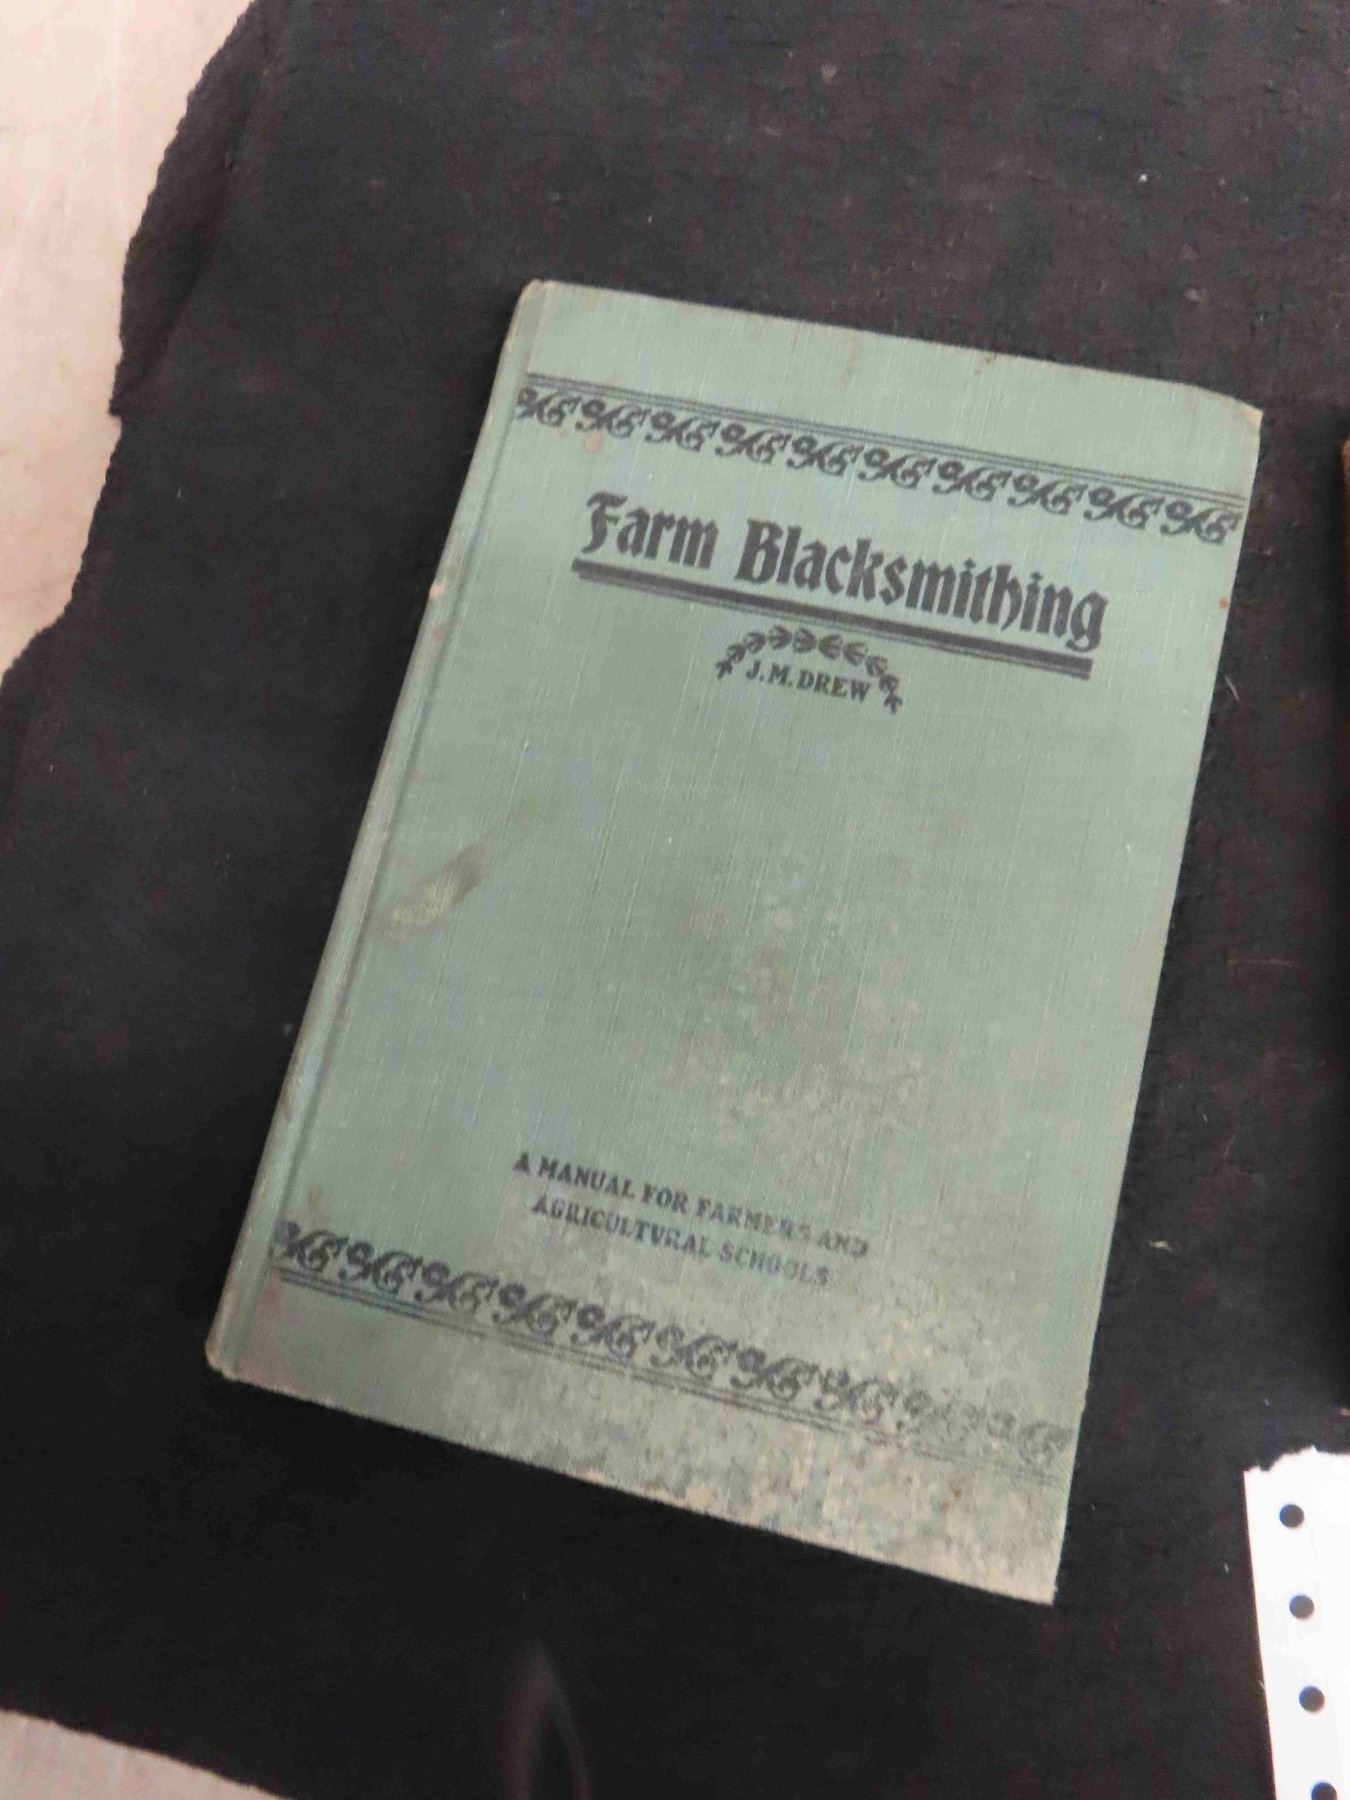 Farm Blacksmithing
J. M. DREW
A MANUAL FOR FARMERS AND
AGRICULTURAL SCHOOLS